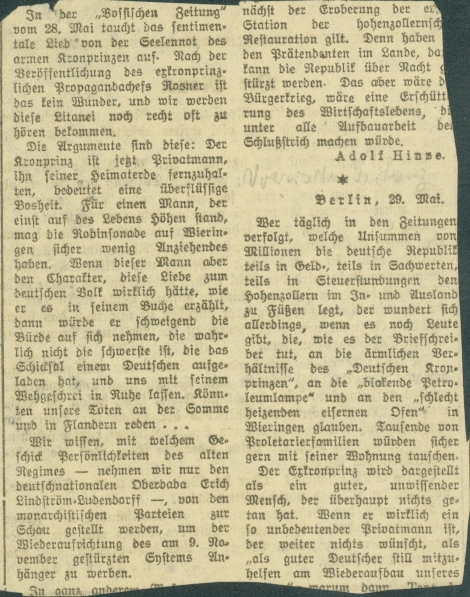 In der „Vossischen Zeitung“
vom 28. Mai taucht das sentimen-
tale Lied von der Seelennot des
armen Kronprinzen auf. Nach der
Veröffentlichung des exkronprinz-
lichen Propagandachefs Rosner ist
das kein Wunder, und wir werden
diese Litanei noch recht oft zu
hören bekommen.
Die Argumente sind diese: Der
Kronprinz ist jetzt Privatmann,
ihn seiner Heimaterde fernzuhal-
ten, bedeutet eine überflüssige
Bosheit. Für einen Mann, der
einst auf des Lebens Höhen stand,
mag die Robinsonade auf Wierin-
gen sicher wenig Anziehendes
haben. Wenn dieser Mann aber
den Charakter, diese Liebe zum
deutschen Volk wirklich hätte, wie
er es in seinem Buche erzählt,
dann würde er schweigend die
Bürde auf sich nehmen, die wahr-
lich nicht die schwerste ist, die das
Schicksal einem Deutschen aufge-
laden hat, und uns mit seinem
Wehgeschrei in Ruhe lassen. Könn-
ten unsere Toten an der Somme
und in Flandern reden . . .
Wir wissen, mit welchem Ge-
schick Persönlichkeiten des alten
Regimes — nehmen wir nur den
deutschnationalen Oberbaba Erich
Lindström-Ludendorff —, von den
monarchistischen Parteien zur
Schau gestellt werden, um der
Wiederaufrichtung des am 9. No-
vember gestürzten Systems An-
hänger zu werben.
In ganz anderem
nächst der Eroberung der er
Station der hohenzollernsch
Restauration gilt. Denn haben
den Prätendenten im Lande, da
kann die Republik über Nacht g
stürzt werden. Das aber wäre d
Bürgerkrieg, wäre eine Erschütt
rung des Wirtschaftslebens, d
unter alle Aufbauarbeit de
Schlußstrich machen würde.
Adolf Hinze.
*
Berlin, 29. Mai.
Wer täglich in den Zeitungen
verfolgt, welche Unsummen von
Millionen die deutsche Republik
teils in Geld-, teils in Sachwerten,
teils in Steuerstundungen den
Hohenzollern im In- und Ausland
zu Füßen legt, der wundert sich
allerdings, wenn es noch Leute
gibt, die, wie es der Briefschrei-
ber tut, an die ärmlichen Ver-
hältnisse des „Deutschen Kron-
prinzen“, an die „blakende Petro-
leumlampe“ und an den „schlecht
heizenden eisernen Ofen“ in
Wieringen glauben. Tausende von
Proletarierfamilien würden sicher
gern mit seiner Wohnung tauschen.
Der Exkronprinz wird dargestellt
als ein guter, unwissender
Mensch, der überhaupt nichts ge-
tan hat. Wenn er wirklich ein
so unbedeutender Privatmann ist,
der weiter nichts wünscht, als
„als guter Deutscher still mitzu-
helfen am Wiederaufbau unseres
warum dann